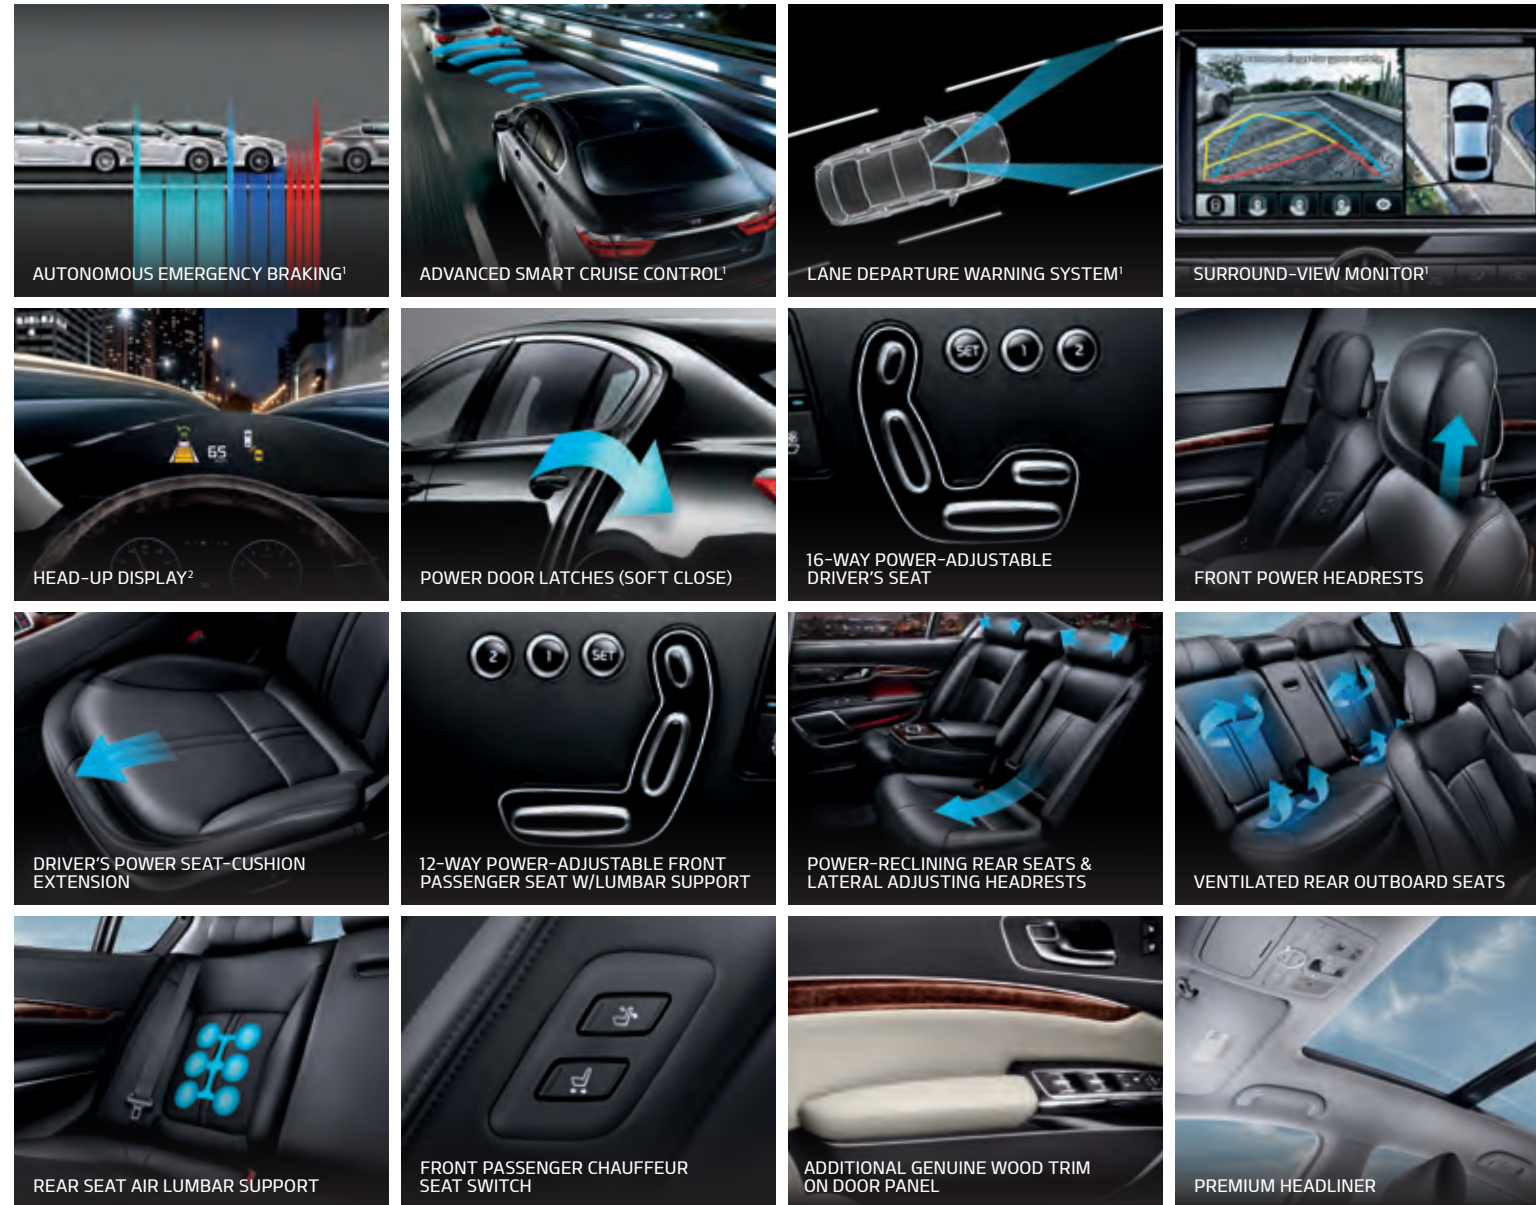 AUTONOMOUS EMERGENCY BRAKING¹
ADVANCED SMART CRUISE CONTROL¹
LANE DEPARTURE WARNING SYSTEM¹
SURROUND-VIEW MONITOR¹
65
HEAD-UP DISPLAY²
POWER DOOR LATCHES (SOFT CLOSE)
SET 1 2
16-WAY POWER-ADJUSTABLE
DRIVER'S SEAT
FRONT POWER HEADRESTS
DRIVER'S POWER SEAT-CUSHION
EXTENSION
2 1 SET
12-WAY POWER-ADJUSTABLE FRONT
PASSENGER SEAT W/LUMBAR SUPPORT
POWER-RECLINING REAR SEATS &
LATERAL ADJUSTING HEADRESTS
VENTILATED REAR OUTBOARD SEATS
REAR SEAT AIR LUMBAR SUPPORT
FRONT PASSENGER CHAUFFEUR
SEAT SWITCH
ADDITIONAL GENUINE WOOD TRIM
ON DOOR PANEL
PREMIUM HEADLINER